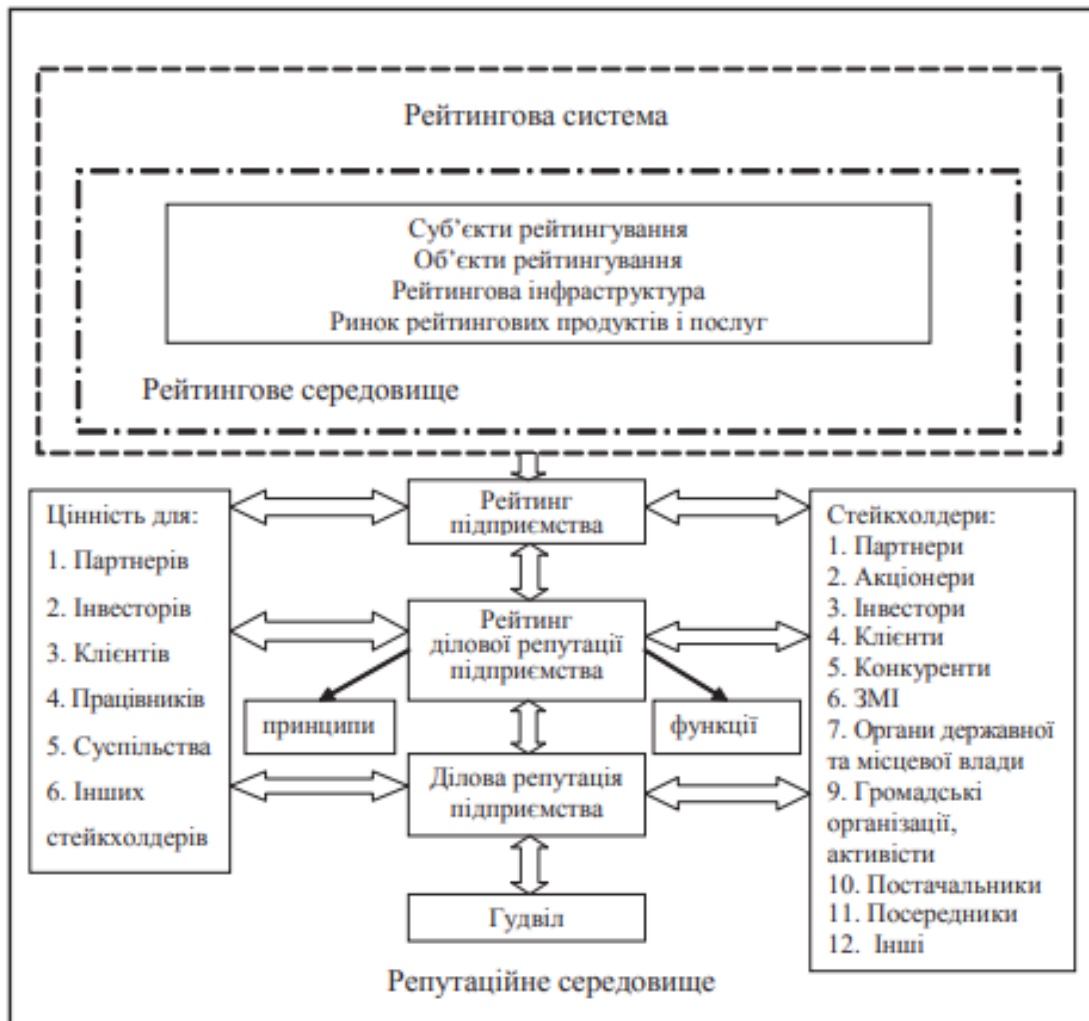 Рейтингова система
Суб’єкти рейтингування
Об’єкти рейтингування
Рейтингова інфраструктура
Ринок рейтингових продуктів і послуг
Рейтингове середовище
Цінність для:
1. Партнерів
2. Інвесторів
3. Клієнтів
4. Працівників
5. Суспільства
6. Інших
стейкхолдерів
Рейтинг
підприємства
Рейтинг
ділової репутації
підприємства
принципи
функції
Ділова репутація
підприємства
Гудвіл
Стейкхолдери:
1. Партнери
2. Акціонери
3. Інвестори
4. Клієнти
5. Конкуренти
6. ЗМІ
7. Органи державної
та місцевої влади
9. Громадські
організації,
активісти
10. Постачальники
11. Посередники
12. Інші
Репутаційне середовище